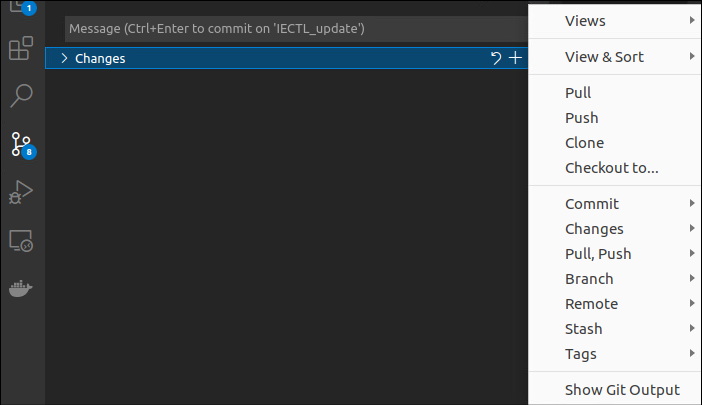 1
Message (Ctrl+Enter to commit on 'IECTL_update')
Changes
8
Views
View & Sort
Pull
Push
Clone
Checkout to...
Commit
Changes
Pull, Push
Branch
Remote
Stash
Tags
Show Git Output